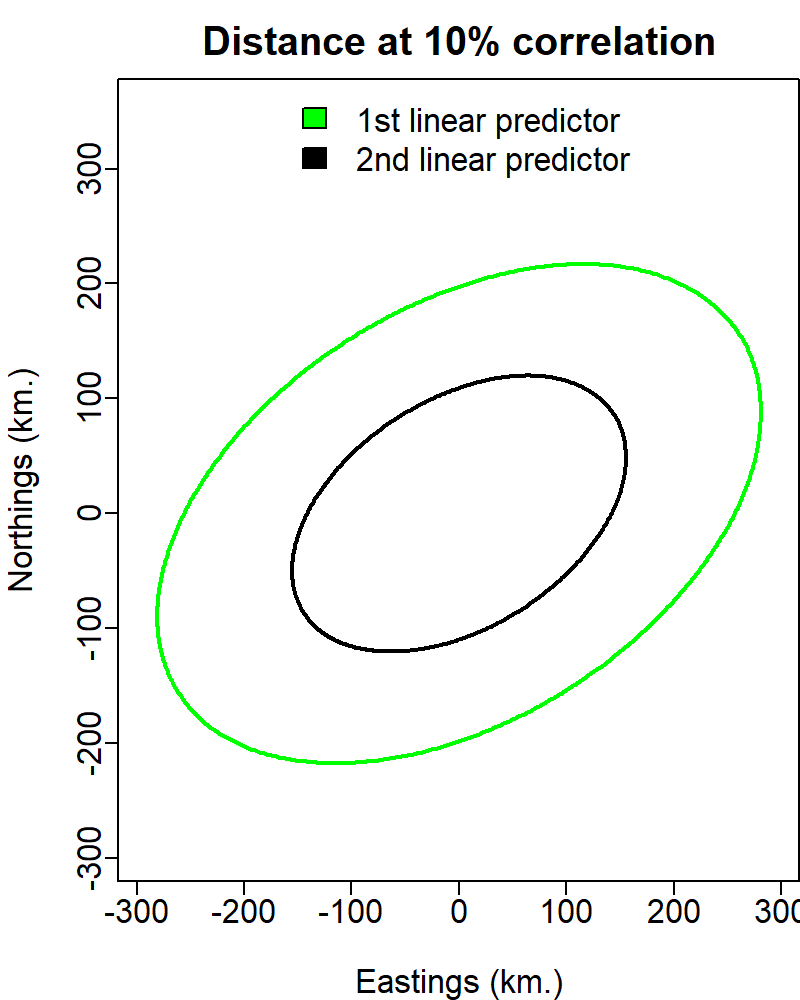 Distance at 10% correlation
1st linear predictor
2nd linear predictor
300
200
100
0
-100
-200
-300
Northings (km.)
-300 -200 -100 0 100 200 300
Eastings (km.)